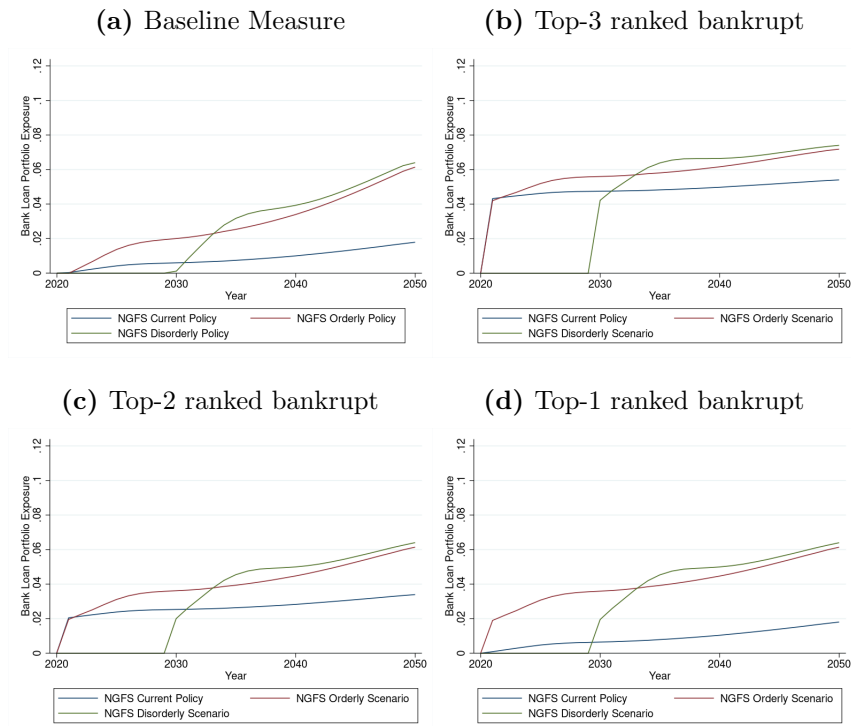 (a) Baseline Measure
Bank Loan Portfolio Exposure
0 .02 .04 .06 .08 .1 .12
2020 2030 2040 2050
Year
NGFS Current Policy NGFS Orderly Policy
NGFS Disorderly Policy
(b) Top-3 ranked bankrupt
Bank Loan Portfolio Exposure
0 .02 .04 .06 .08 .1 .12
2020 2030 2040 2050
Year
NGFS Current Policy NGFS Orderly Scenario
NGFS Disorderly Scenario
(c) Top-2 ranked bankrupt
Bank Loan Portfolio Exposure
0 .02 .04 .06 .08 .1 .12
2020 2030 2040 2050
Year
NGFS Current Policy NGFS Orderly Scenario
NGFS Disorderly Scenario
(d) Top-1 ranked bankrupt
Bank Loan Portfolio Exposure
0 .02 .04 .06 .08 .1 .12
2020 2030 2040 2050
Year
NGFS Current Policy NGFS Orderly Scenario
NGFS Disorderly Scenario